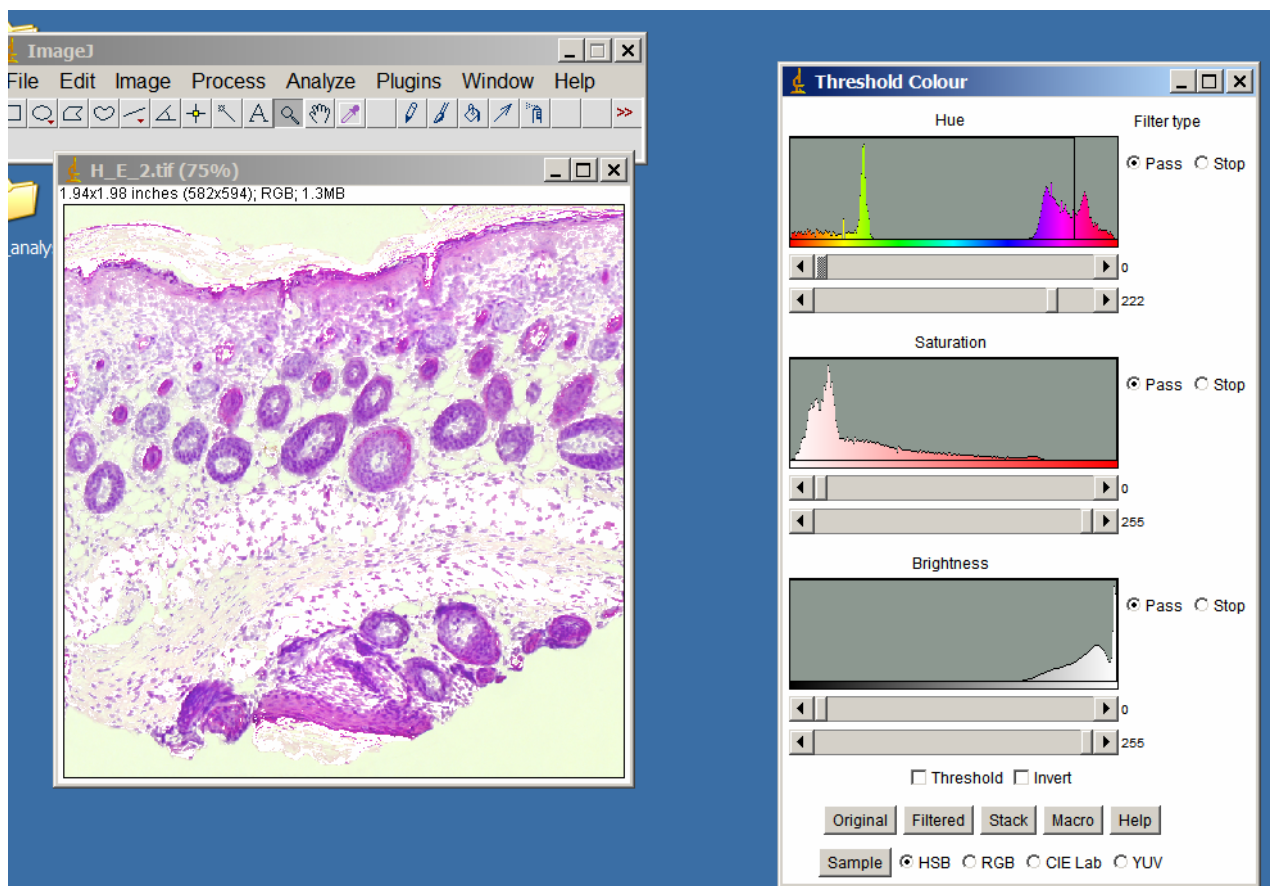 ImageJ
File Edit Image Process Analyze Plugins Window Help
A >>
H_E_2.tif (75%)
1.94x1.98 inches (582x594); RGB; 1.3MB
_analy
Threshold Colour
Hue Filter type
Pass Stop
0
222
Saturation
Pass Stop
0
255
Brightness
Pass Stop
0
255
Threshold Invert
Original Filtered Stack Macro Help
Sample HSB RGB CIE Lab YUV